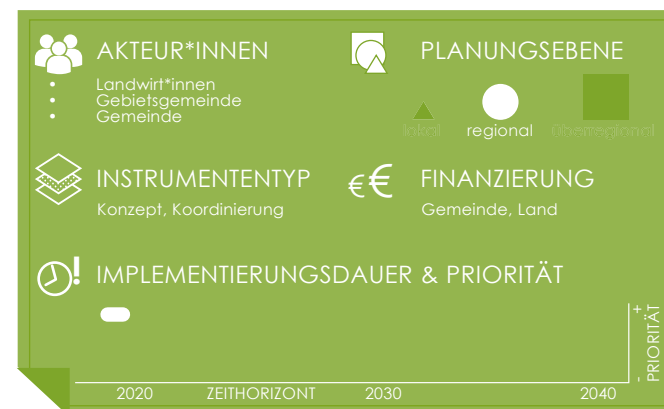 AKTEUR*INNEN
• Landwirt*innen
• Gebietsgemeinde
• Gemeinde
PLANUNGSEBENE
lokal regional überregional
INSTRUMENTENTYP
Konzept, Koordinierung
€€ FINANZIERUNG
Gemeinde, Land
! IMPLEMENTIERUNGSDAUER & PRIORITÄT
- PRIORITÄT +
2020 ZEITHORIZONT 2030 2040